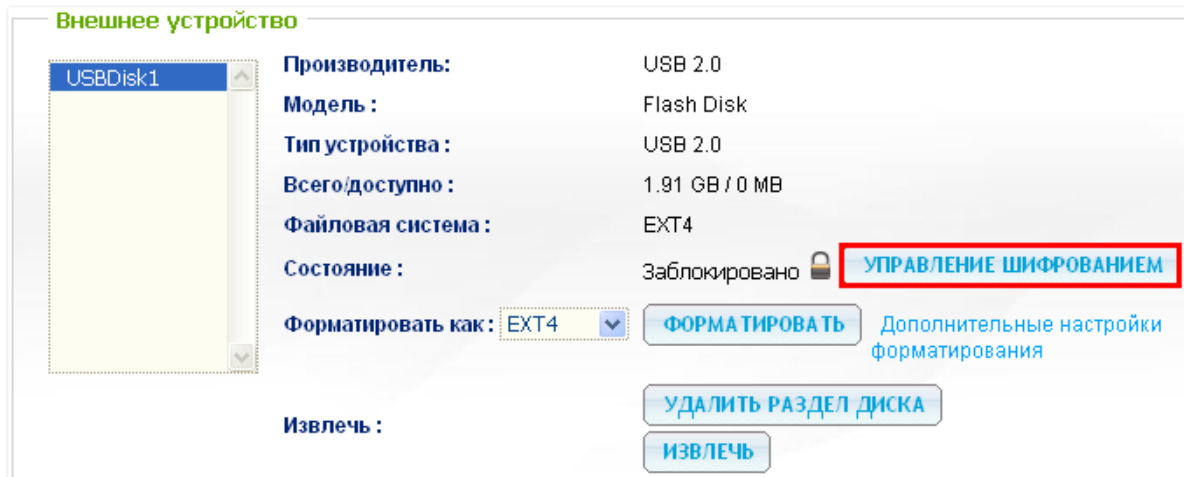 Внешнее устройство
USBDisk1
Производитель: USB 2.0
Модель : Flash Disk
Тип устройства : USB 2.0
Всего/доступно : 1.91 GB / 0 MB
Файловая система : EXT4
Состояние : Заблокировано УПРАВЛЕНИЕ ШИФРОВАНИЕМ
Форматировать как : EXT4 ФОРМАТИРОВАТЬ Дополнительные настройки
форматирования
УДАЛИТЬ РАЗДЕЛ ДИСКА
Извлечь :
ИЗВЛЕЧЬ